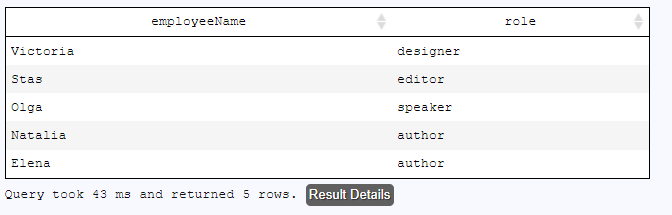 employeeName role
Victoria designer
Stas editor
Olga speaker
Natalia author
Elena author
Query took 43 ms and returned 5 rows. Result Details